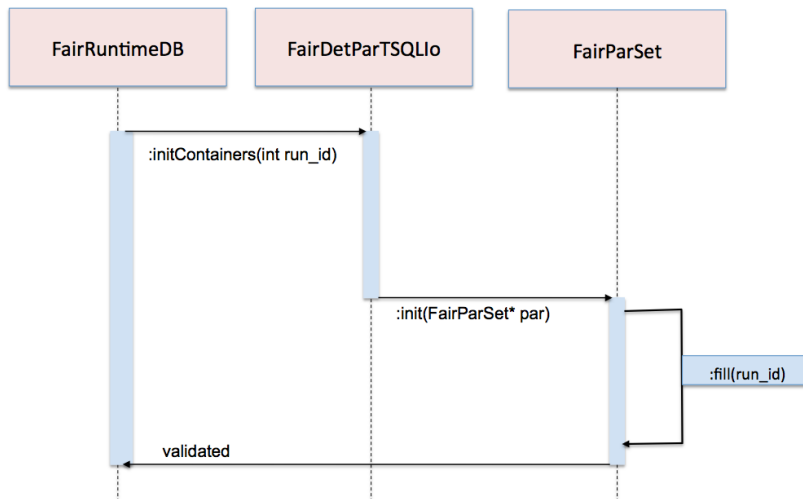 FairRuntimeDB
FairDetParTSQLIo
FairParSet
:initContainers(int run_id)
:init(FairParSet* par)
:fill(run_id)
validated